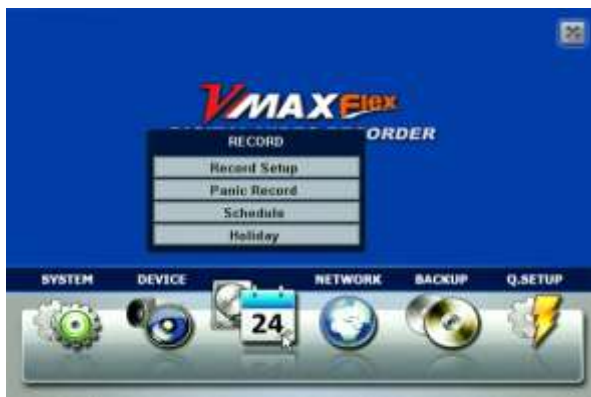 VMAX Flex
ORDER
RECORD
Record Setup
Panic Record
Schedule
Holiday
SYSTEM DEVICE NETWORK BACKUP Q.SETUP
24